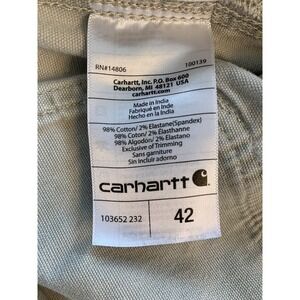 RN#14806 100139
Carhartt, Inc. P.O. Box 600
Dearborn, MI 48121 USA
carhartt.com
Made in India
Fabriqué en Inde
Hecho en la India
98% Cotton/ 2% Elastane(Spandex)
98% Coton/ 2% Elasthanne
98% Algodon/ 2% Elastano
Exclusive of Trimming
Sans garniture
Sin incluir adorno
carhartt
103652 232 42